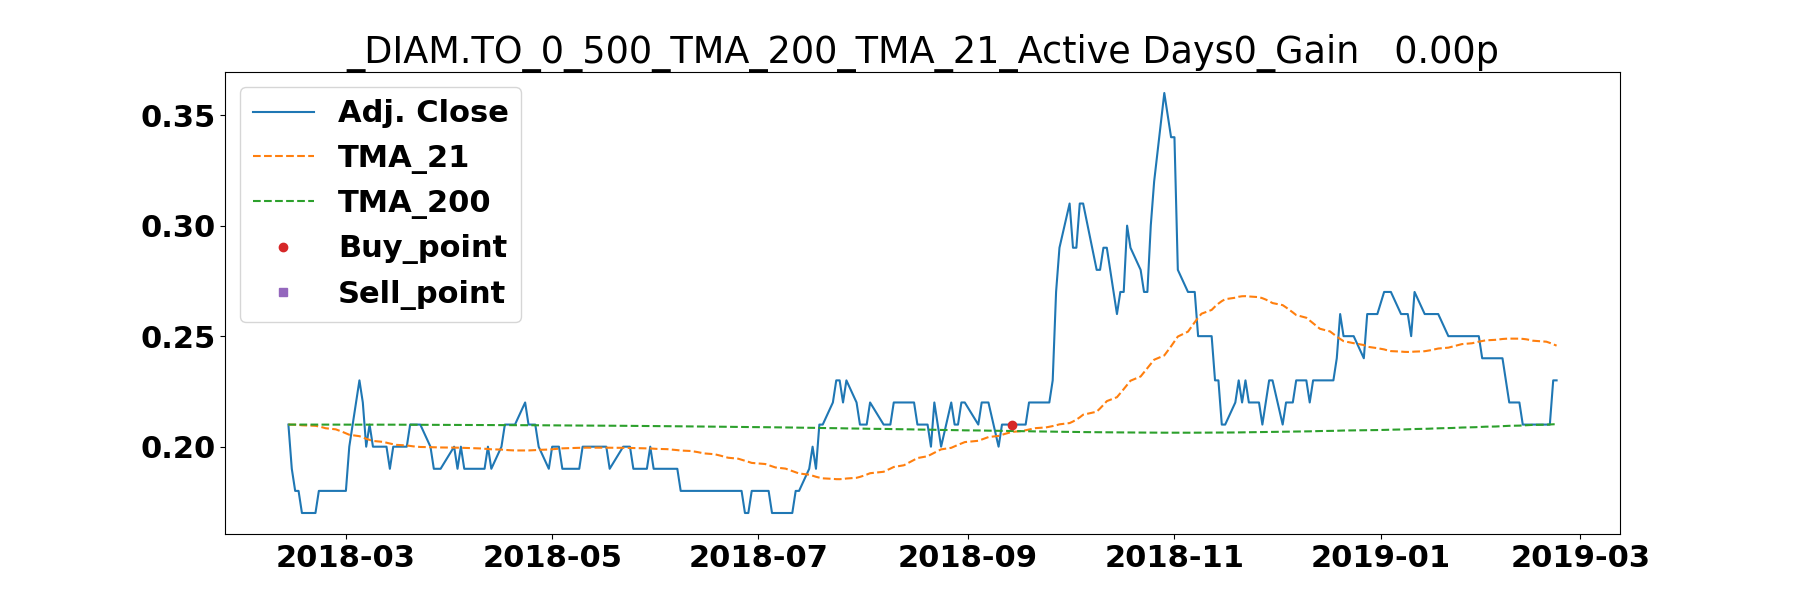 _DIAM.TO_0_500_TMA_200_TMA_21_Active Days0_Gain   0.00p
Adj. Close
TMA_21
TMA_200
Buy_point
Sell_point
0.35
0.30
0.25
0.20
2018-03 2018-05 2018-07 2018-09 2018-11 2019-01 2019-03